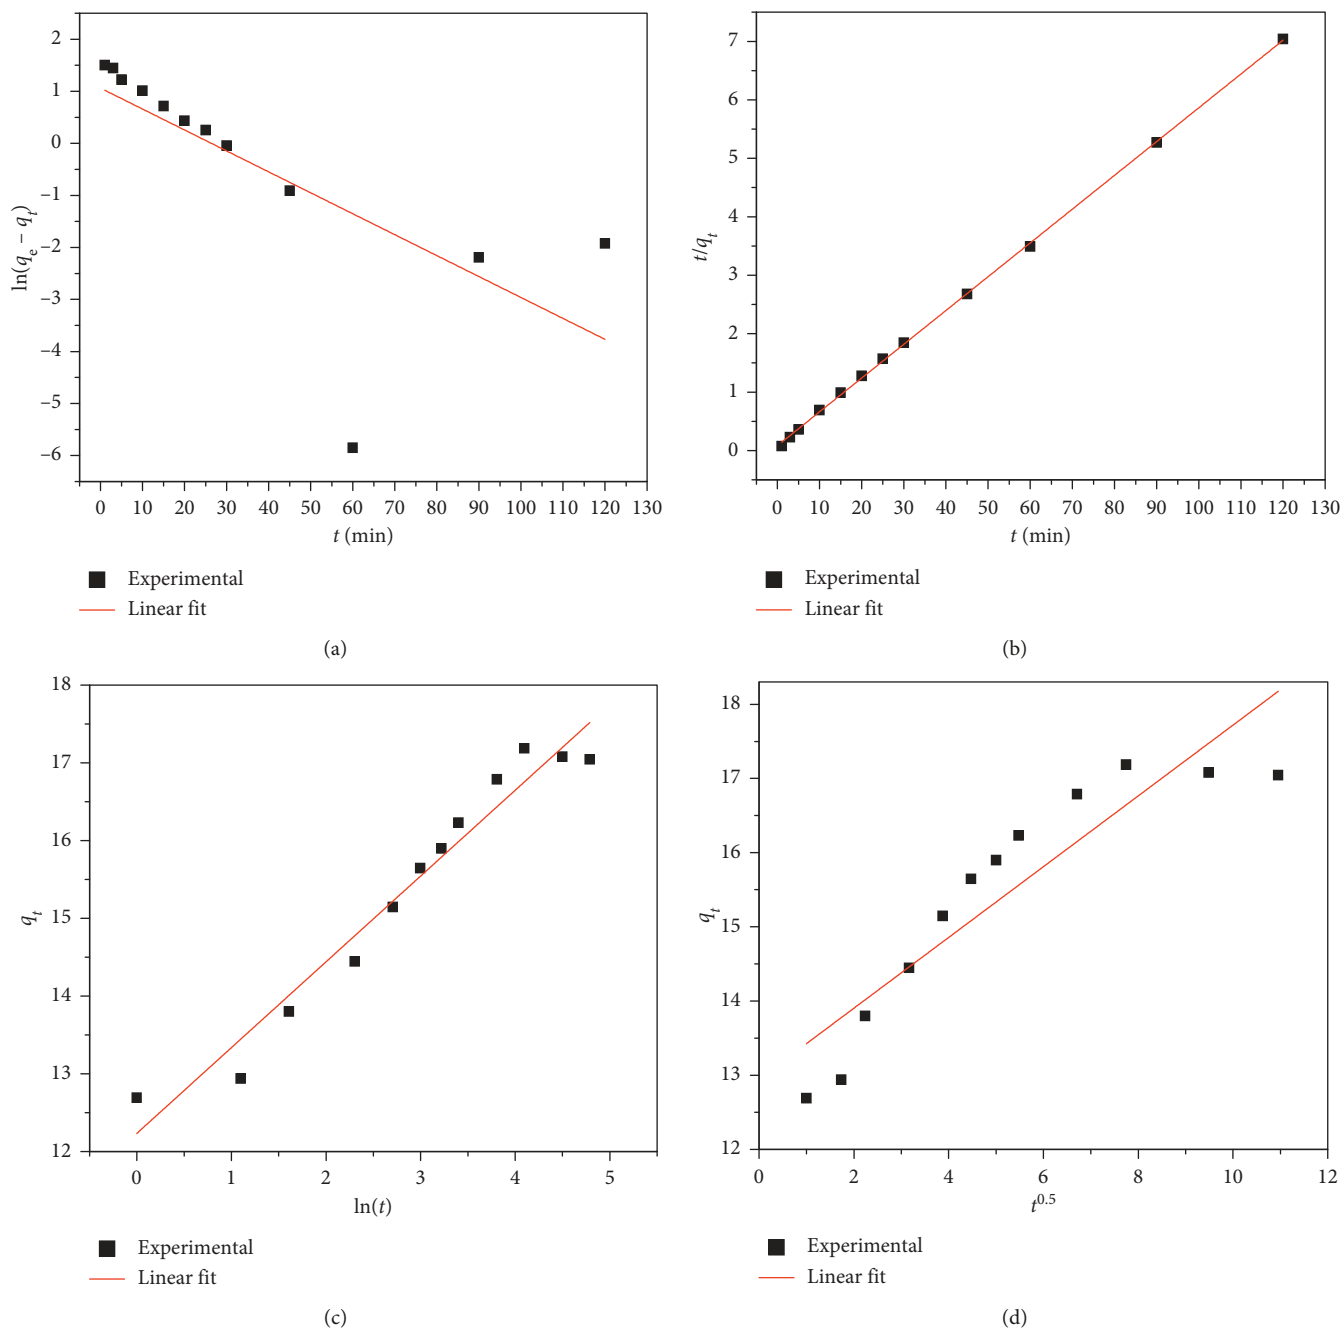 2
1
0
−1
−2
−3
−4
−5
−6
ln(qe − qt)
0 10 20 30 40 50 60 70 80 90 100 110 120 130
t (min)
Experimental
Linear fit
(a)
7
6
5
4
3
2
1
0
t/qt
0 10 20 30 40 50 60 70 80 90 100 110 120 130
t (min)
Experimental
Linear fit
(b)
18
17
16
15
14
13
12
qt
0 1 2 3 4 5
ln(t)
Experimental
Linear fit
(c)
18
17
16
15
14
13
12
qt
0 2 4 6 8 10 12
t0.5
Experimental
Linear fit
(d)